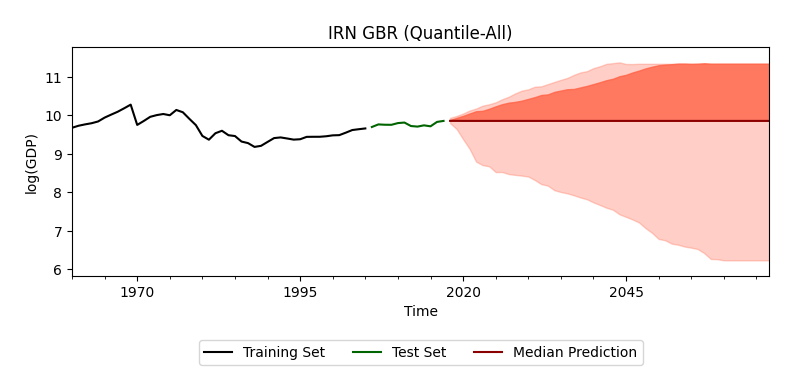 IRN GBR (Quantile-All)
log(GDP)
11
10
9
8
7
6
1970
1995
2020
2045
Time
Training Set
Test Set
Median Prediction